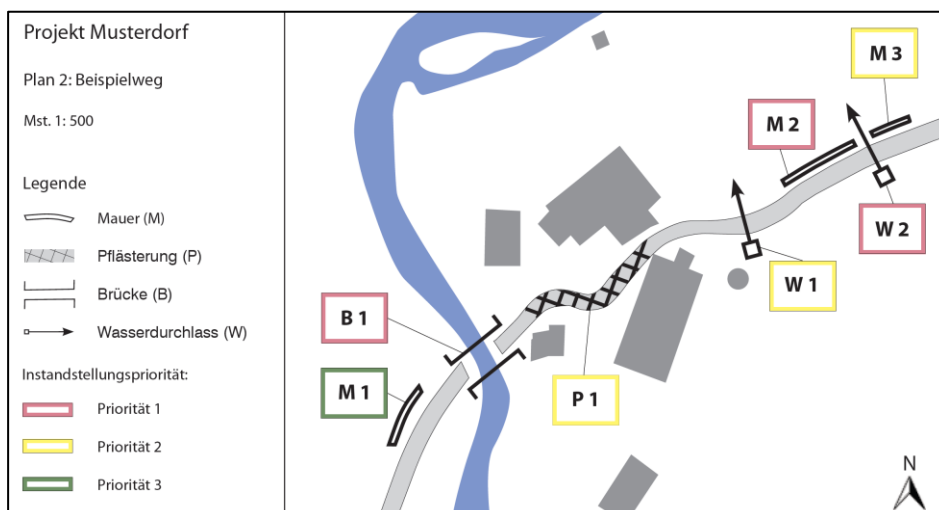 Projekt Musterdorf
Plan 2: Beispielweg
Mst. 1: 500
Legende
Mauer (M)
Pflästerung (P)
Brücke (B)
Wasserdurchlass (W)
Instandstellungspriorität:
Priorität 1
Priorität 2
Priorität 3
M 3
M 2
W 2
W 1
B 1
M 1
P 1
N